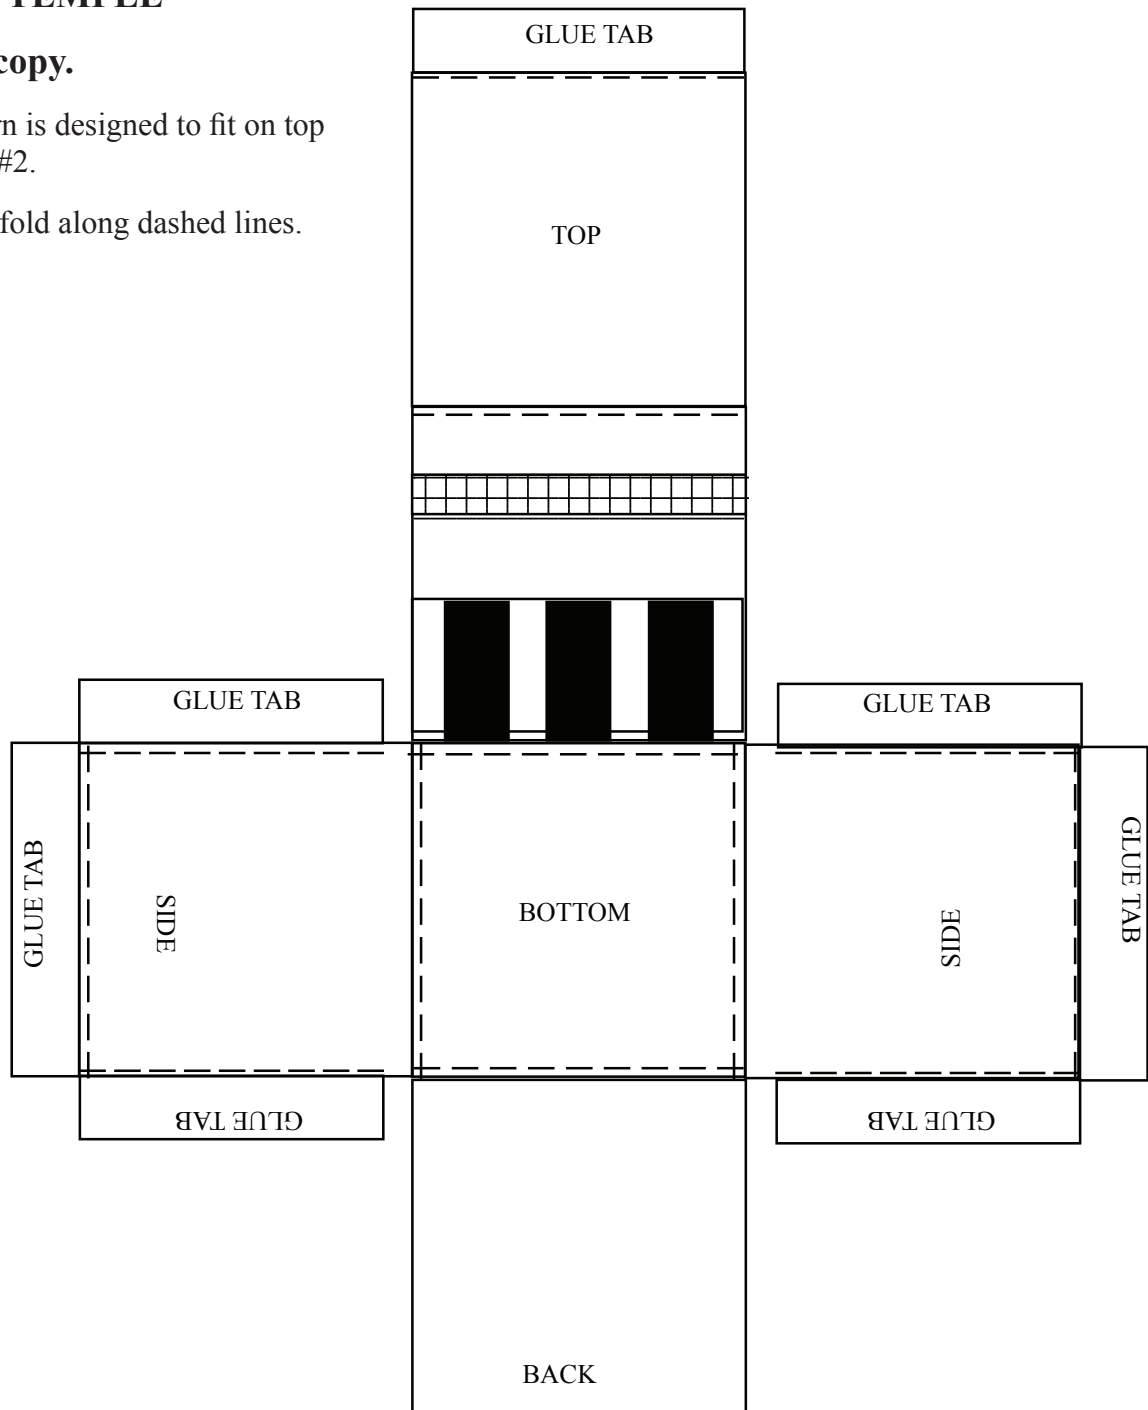 TEMPLE
copy.
GLUE TAB
is designed to fit on top
#2.
fold along dashed lines.
TOP
GLUE TAB
GLUE TAB
GLUE TAB
SIDE
BOTTOM
SIDE
GLUE TAB
GLUE TAB
GLUE TAB
BACK